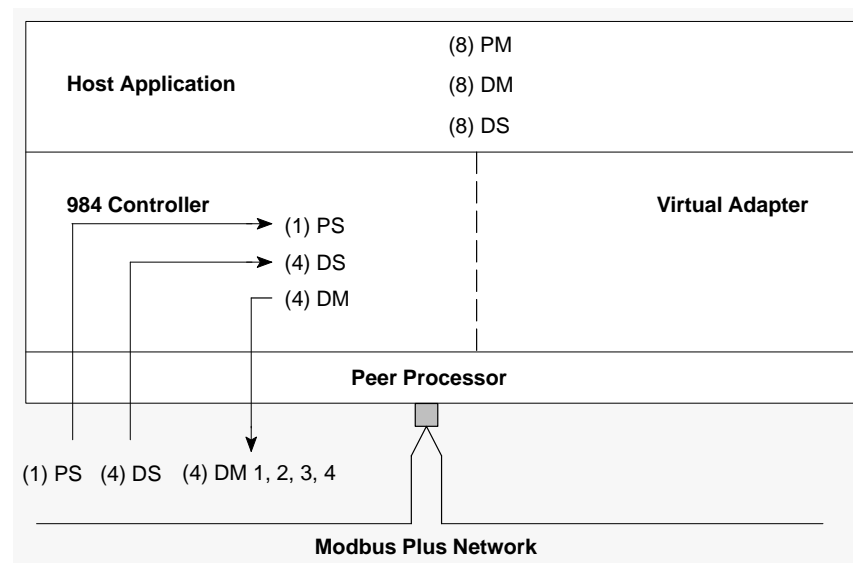 (8) PM
Host Application (8) DM
(8) DS
984 Controller Virtual Adapter
(1) PS
(4) DS
(4) DM
Peer Processor
(1) PS (4) DS (4) DM 1, 2, 3, 4
Modbus Plus Network